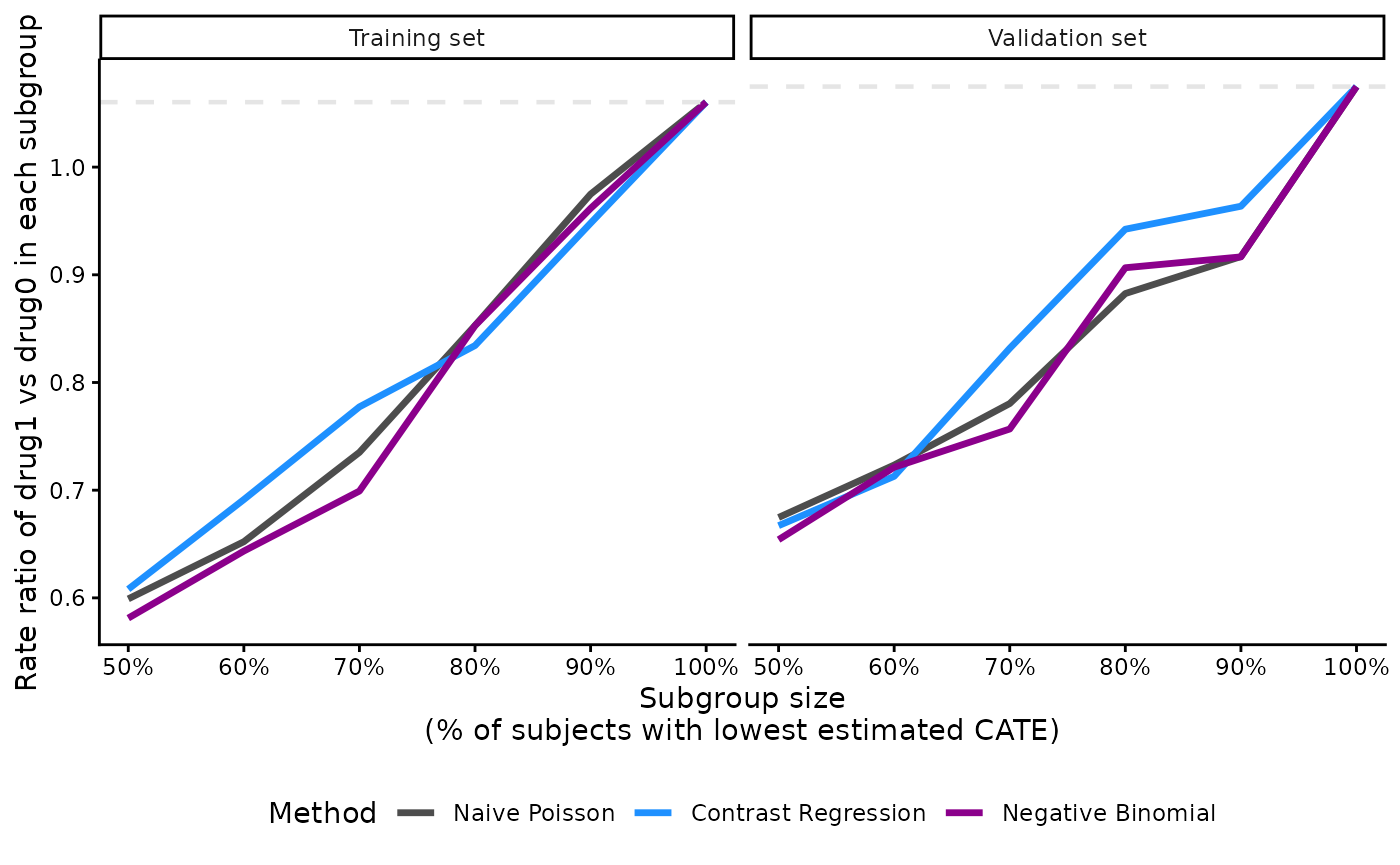 Training set
Validation set
Rate ratio of drug1 vs drug0 in each subgroup
1.0
0.9
0.8
0.7
0.6
50% 60% 70% 80% 90% 100%
50% 60% 70% 80% 90% 100%
Subgroup size
(% of subjects with lowest estimated CATE)
Method Naive Poisson Contrast Regression Negative Binomial